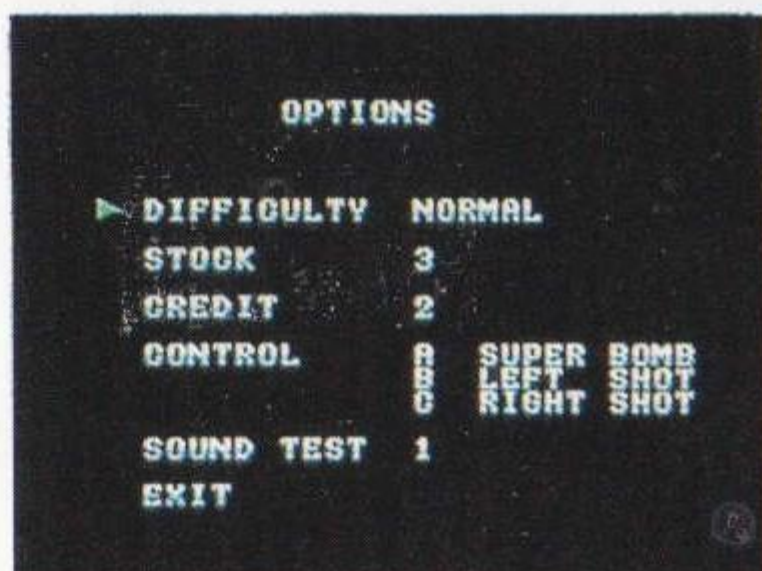 OPTIONS
DIFFICULTY NORMAL
STOCK 3
CREDIT 2
CONTROL A SUPER BOMB
B LEFT SHOT
C RIGHT SHOT
SOUND TEST 1
EXIT